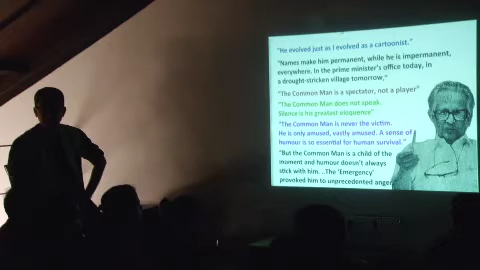 “He evolved just as I evolved as a cartoonist.”
“Names make him permanent, while he is impermanent,
everywhere. In the prime minister's office today, in
a drought-stricken village tomorrow,”
“The Common Man is a spectator, not a player”
“The Common Man does not speak.
Silence is his greatest eloquence”
“The Common Man is never the victim.
He is only amused, vastly amused. A sense of
humour is so essential for human survival.”
“But the Common Man is a child of the
moment and humour doesn't always
stick with him. ..The 'Emergency'
provoked him to unprecedented anger